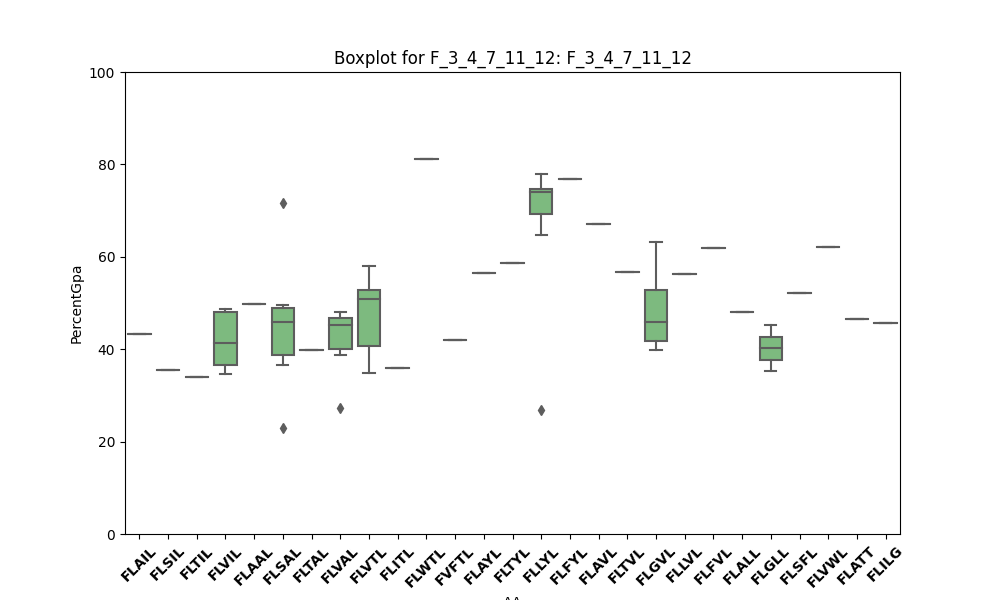 Boxplot for F_3_4_7_11_12: F_3_4_7_11_12
100
80
60
40
20
0
PercentGpa
FLAIL
FLSIL
FLTIL
FLVIL
FLAAL
FLSAL
FLTAL
FLVAL
FLVTL
FLITL
FLWTL
FVFTL
FLAYL
FLTYL
FLLYL
FLFYL
FLAVL
FLTVL
FLGVL
FLLVL
FLFVL
FLALL
FLGLL
FLSFL
FLVWL
FLATT
FLILG